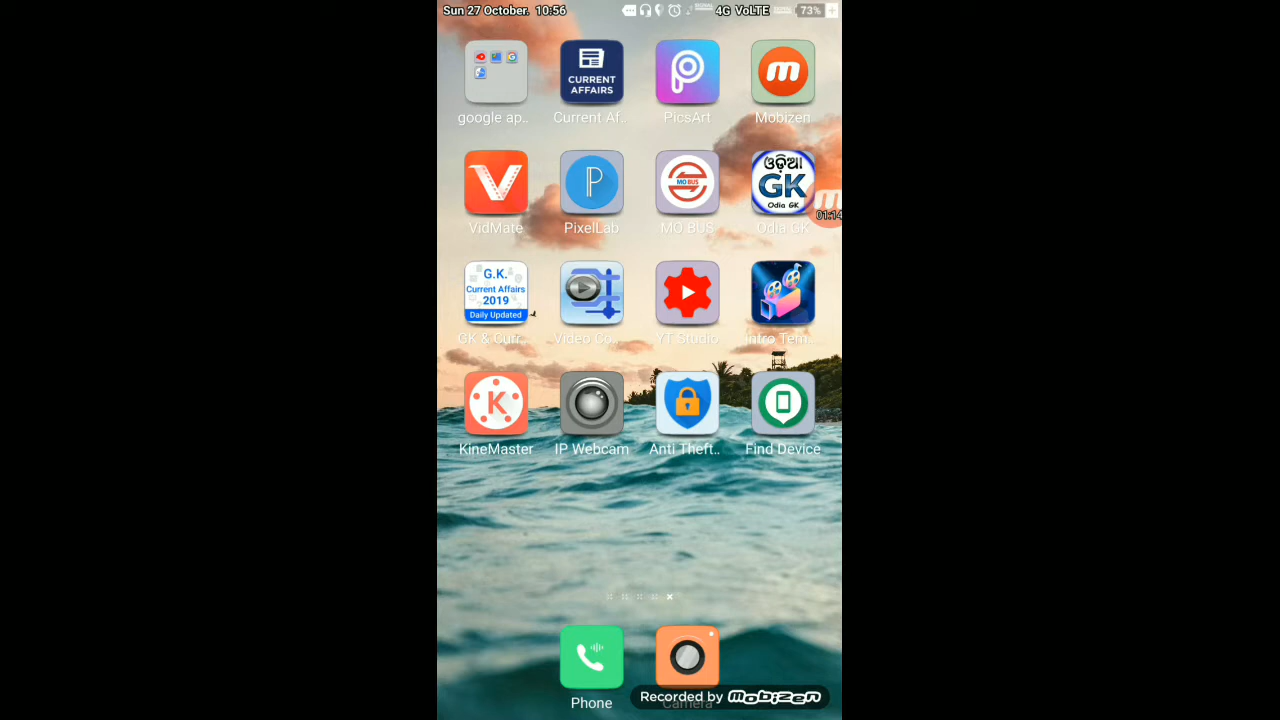 Sun 27 October. 10:56
4G VoLTE 73%
CURRENT
AFFAIRS
google ap..
Current Af..
PicsArt
Mobizen
MO BUS
ଓଡ଼ିଆ
GK
Odia GK
01:14
VidMate
PixelLab
MO BUS
Odia GK
G.K.
Current Affairs
2019
Daily Updated
GK & Curr..
Video Co..
YT Studio
Intro Tem..
K
KineMaster
IP Webcam
Anti Theft..
Find Device
Phone
Camera
Recorded by mobizen